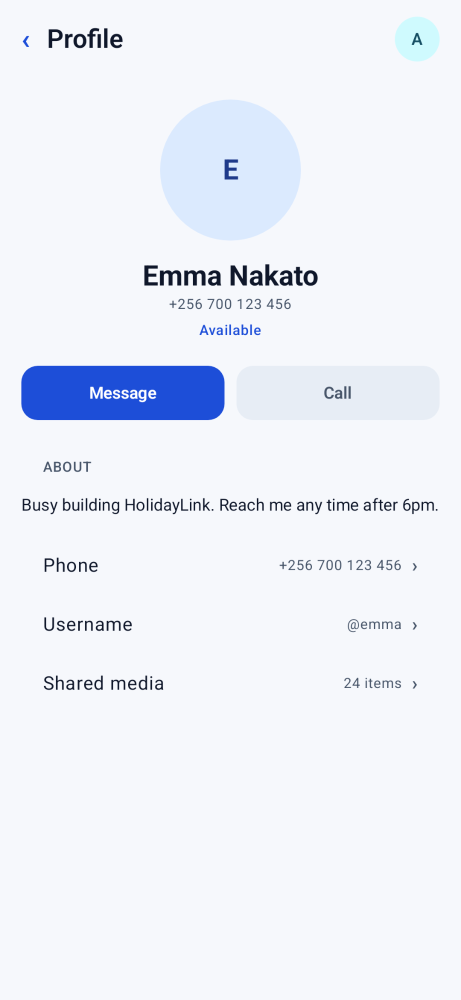 ‹ Profile A
E
Emma Nakato
+256 700 123 456
Available
Message Call
ABOUT
Busy building HolidayLink. Reach me any time after 6pm.
Phone +256 700 123 456 ›
Username @emma ›
Shared media 24 items ›